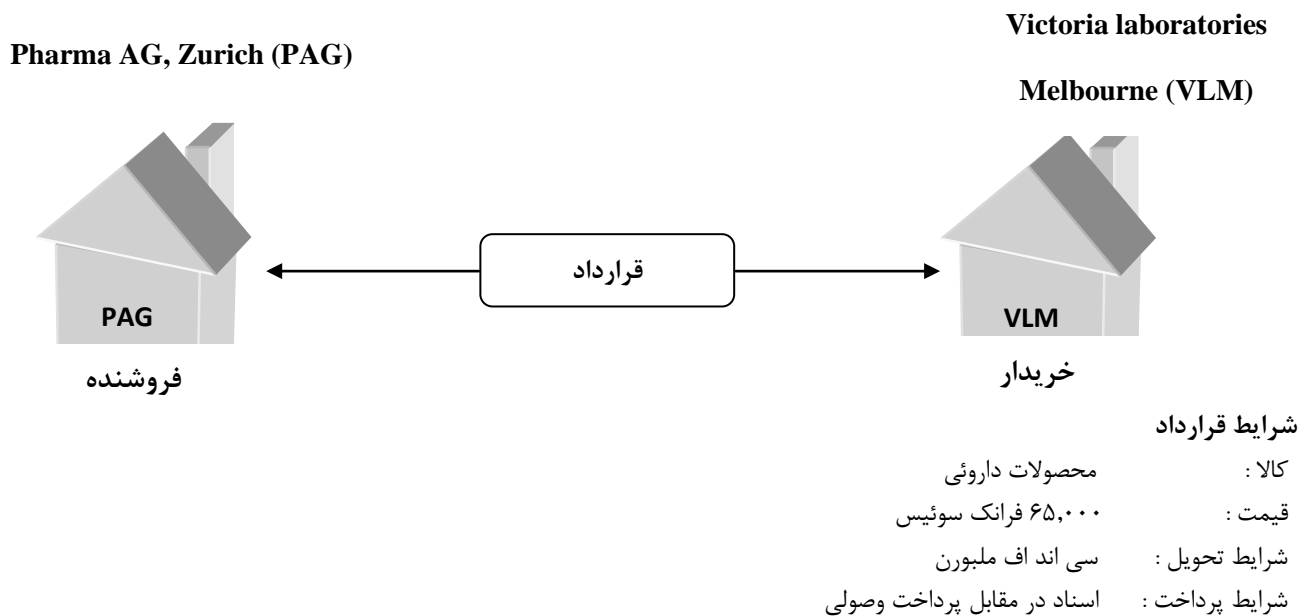 Victoria laboratories
Pharma AG, Zurich (PAG)
Melbourne (VLM)
قرارداد
PAG
VLM
فروشنده
خریدار
شرایط قرارداد
کالا : محصولات داروئی
قیمت : ۶۵,۰۰۰ فرانک سوئیس
شرایط تحویل : سی اند اف ملبورن
شرایط پرداخت : اسناد در مقابل پرداخت وصولی